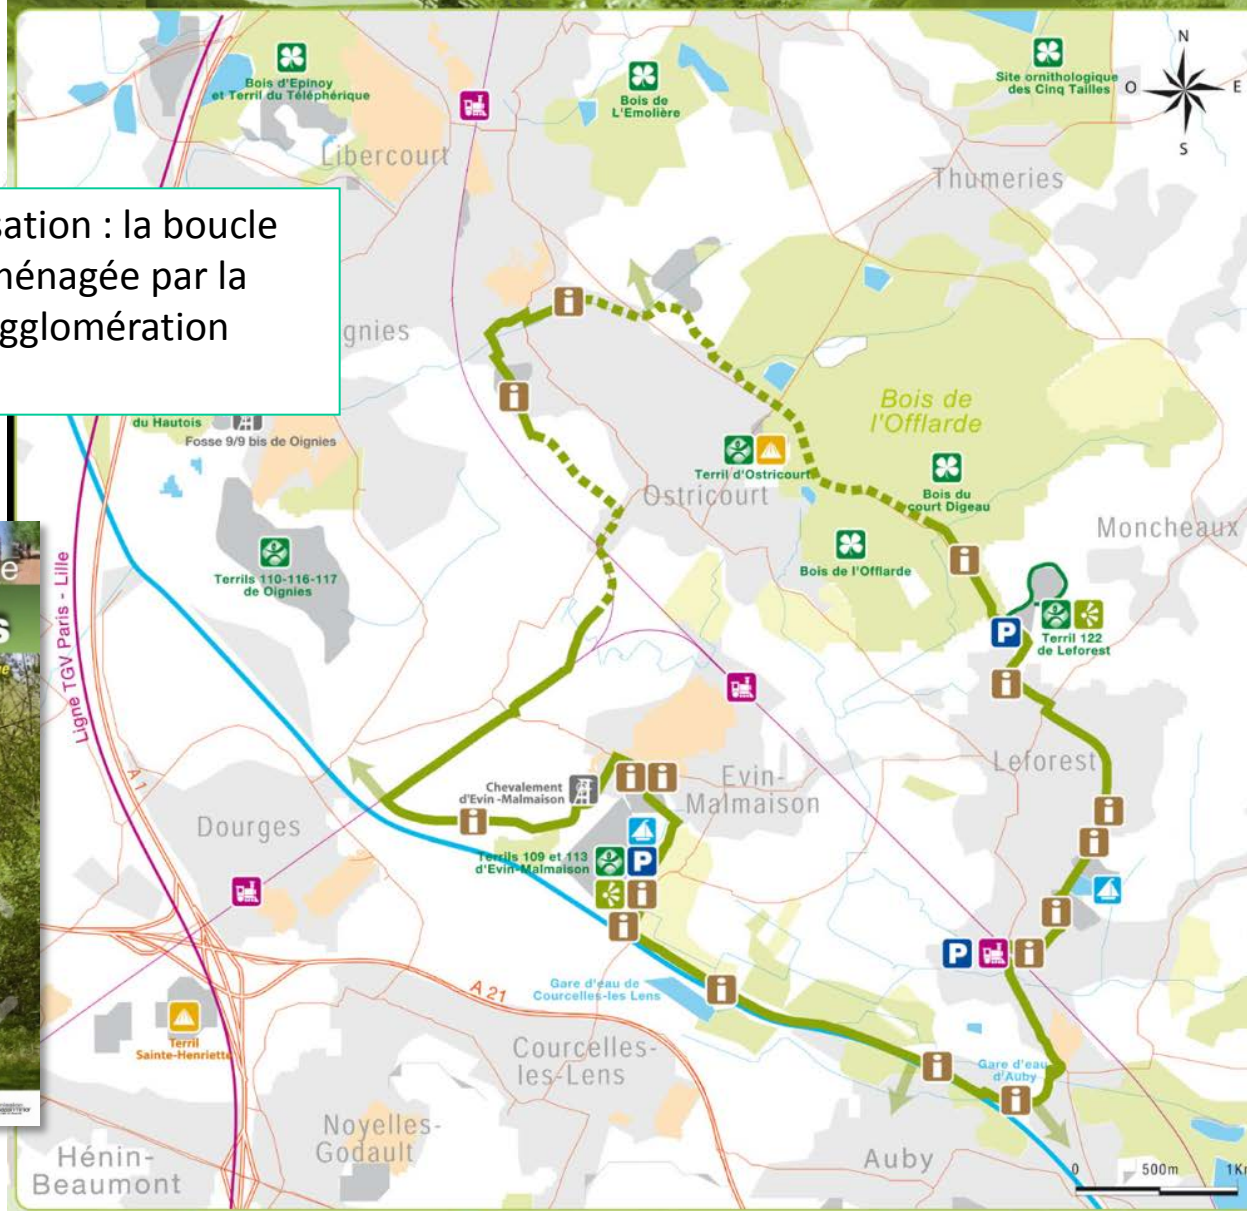 Bois d'Epinoy
et Terril du Téléphérique
Bois de
L'Emolière
Site ornithologique
des Cinq Tailles
N
O
E
S
Libercourt
Thumeries
sation : la boucle
ménagée par la
gglomération
gnies
du Hautois
Fosse 9/9 bis de Oignies
Bois de
l'Offlarde
Terril d'Ostricourt
Ostricourt
Bois du
court Digeau
Moncheaux
Bois de l'Offlarde
Terrils 110-116-117
de Oignies
e
s
Ligne TGV Paris - Lille
P
Terril 122
de Leforest
i
i
i
i
A 1
Leforest
Chevalement
d'Evin-Malmaison
i
i
i
Evin-
Malmaison
Dourges
i
i
Terrils 109 et 113
d'Evin-Malmaison
P
i
i
i
P
i
A 21
Gare d'eau de
Courcelles-les Lens
i
Terril
Sainte-Henriette
Courcelles-
les-Lens
Gare d'eau
d'Auby
i
i
Noyelles-
Godault
Hénin-
Beaumont
Auby
0
500m
1K